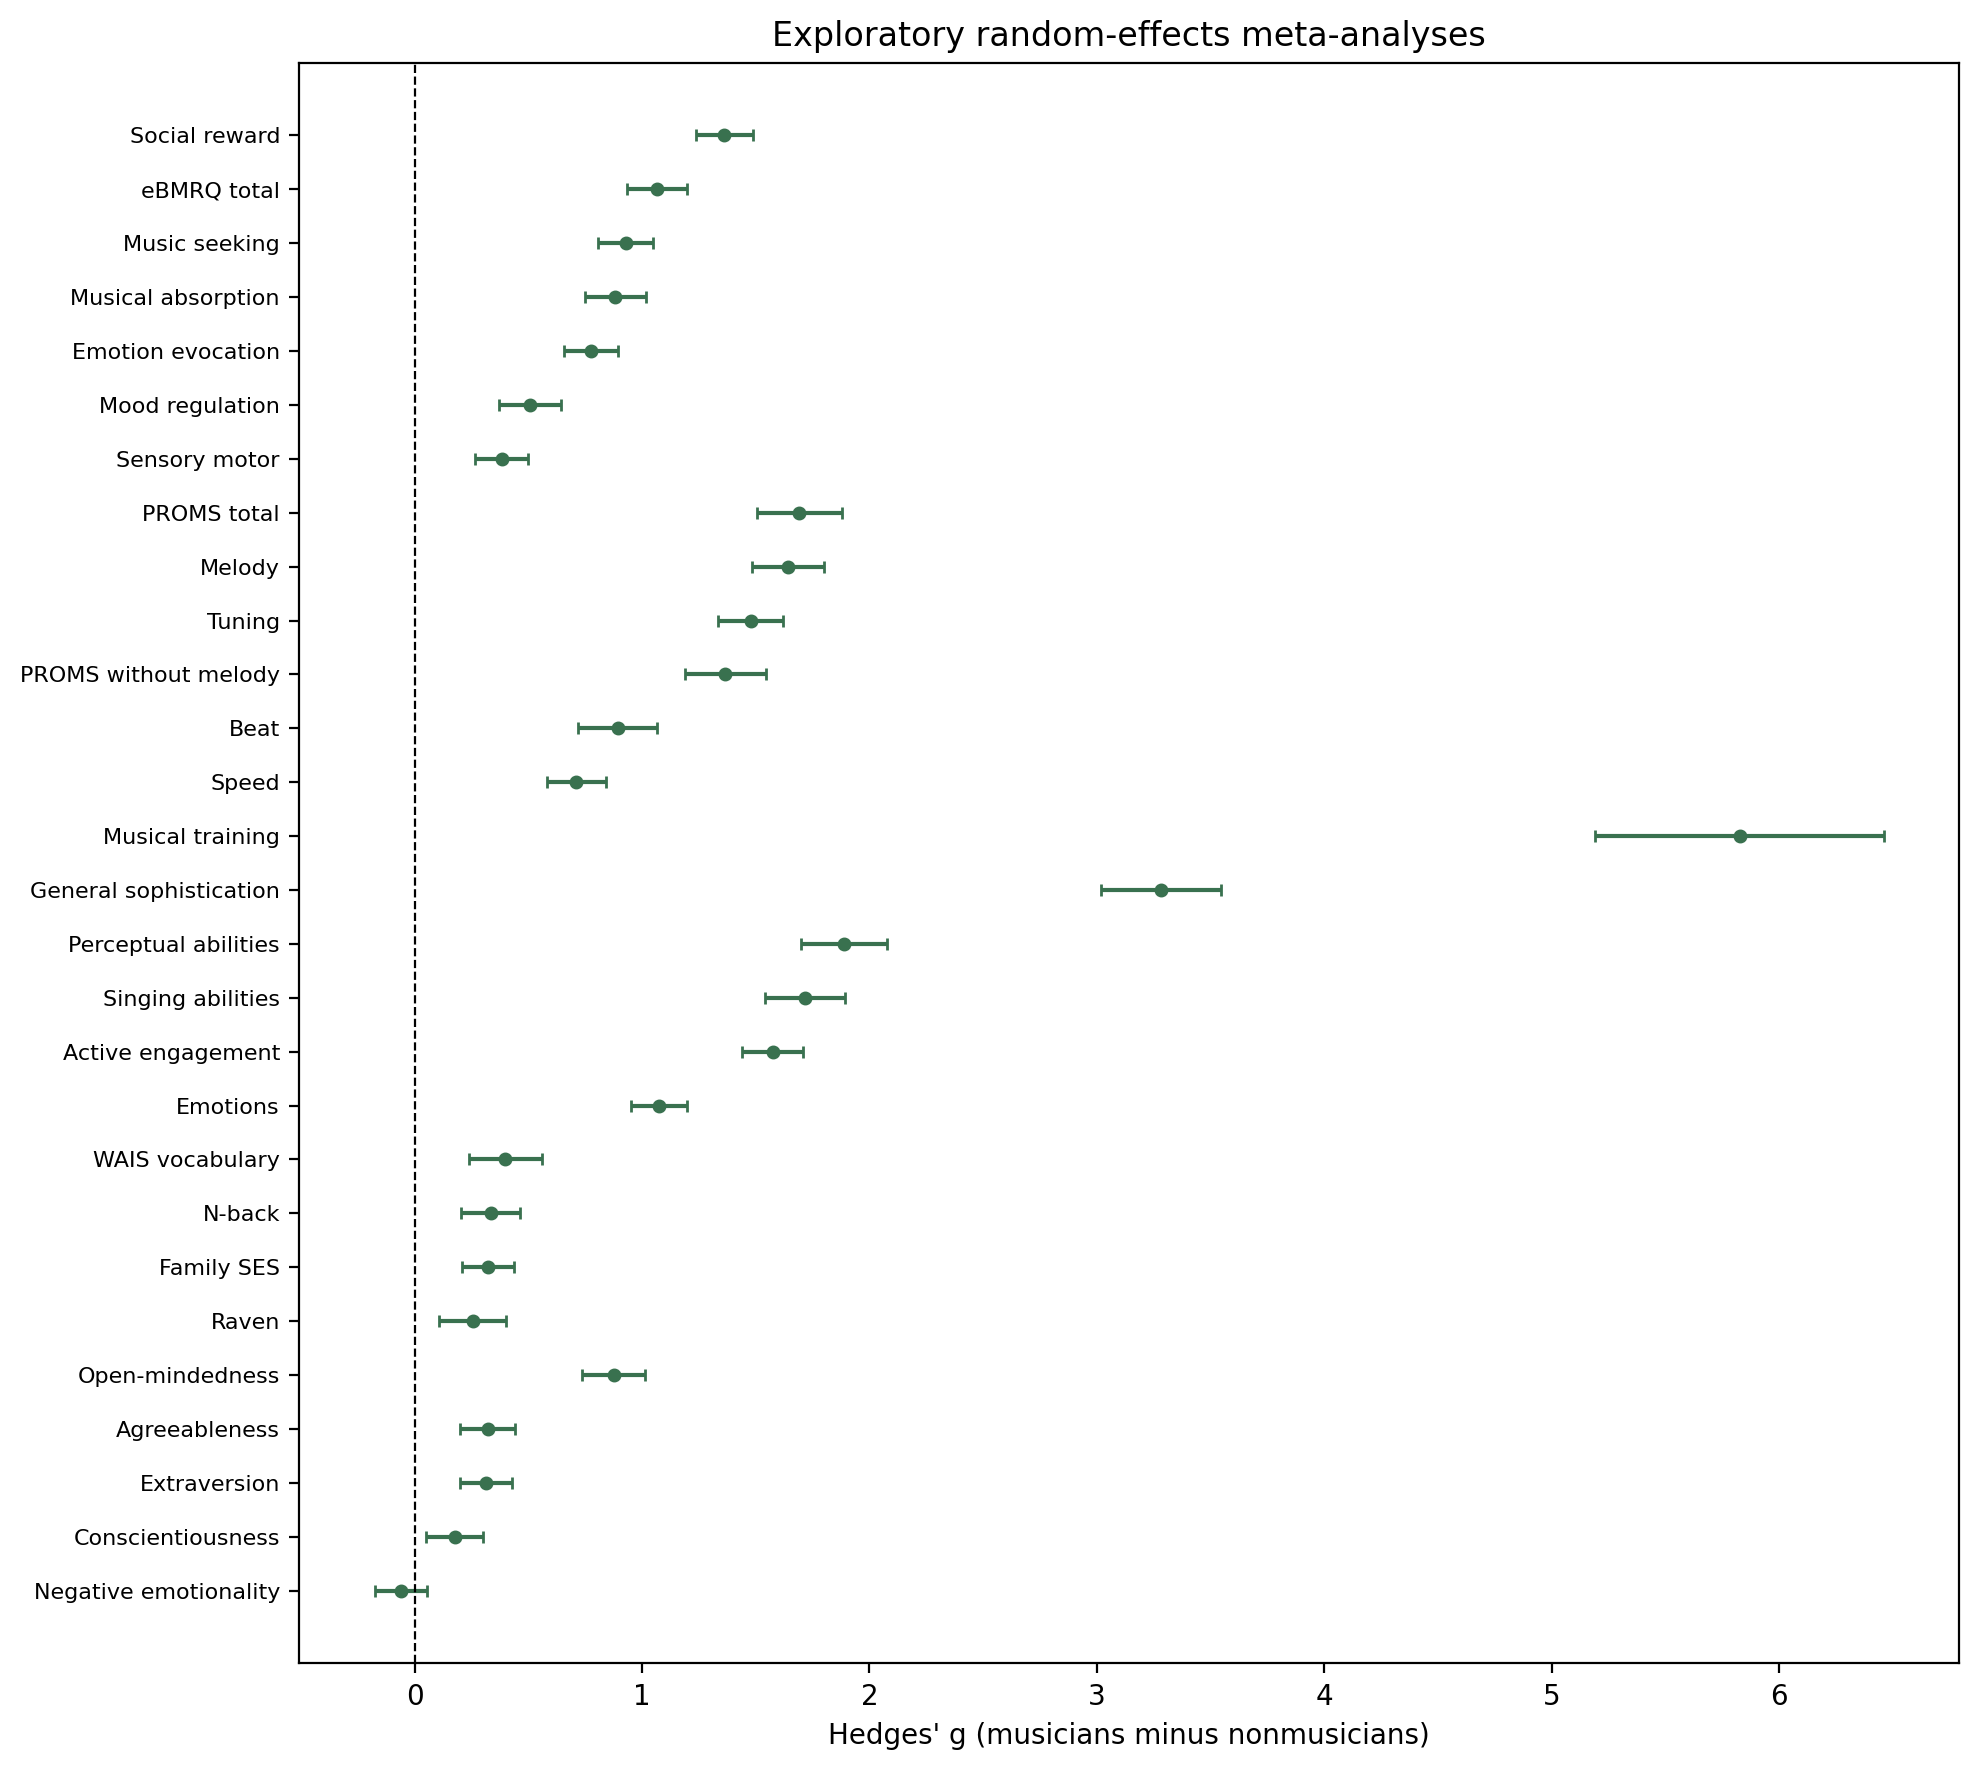 Exploratory random-effects meta-analyses
Social reward
eBMRQ total
Music seeking
Musical absorption
Emotion evocation
Mood regulation
Sensory motor
PROMS total
Melody
Tuning
PROMS without melody
Beat
Speed
Musical training
General sophistication
Perceptual abilities
Singing abilities
Active engagement
Emotions
WAIS vocabulary
N-back
Family SES
Raven
Open-mindedness
Agreeableness
Extraversion
Conscientiousness
Negative emotionality
0 1 2 3 4 5 6
Hedges' g (musicians minus nonmusicians)